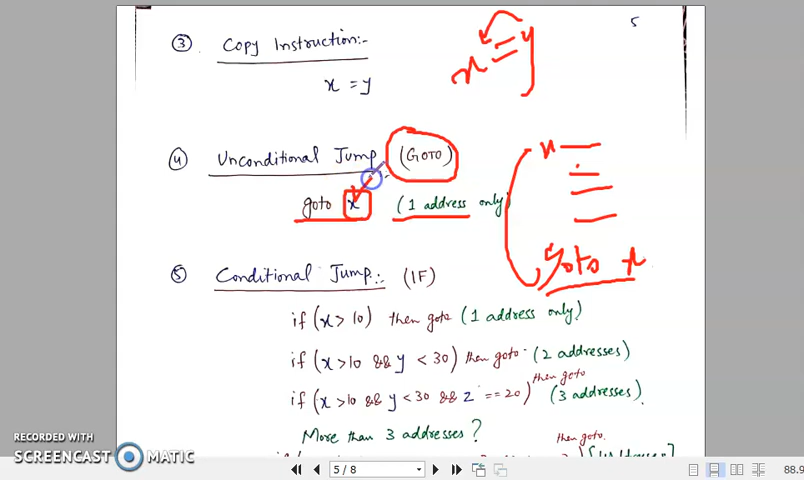 5
③ Copy Instruction:-
x = y
x = y
④ Unconditional Jump (GOTO)
goto x (1 address only)
x
goto x
⑤ Conditional Jump:- (IF)
if (x > 10) then goto (1 address only)
if (x>10 && y < 30) then goto (2 addresses)
if (x>10 && y<30 && z == 20) then goto (3 addresses)
More than 3 addresses?
then goto
RECORDED WITH
SCREENCAST MATIC
5 / 8
88.9